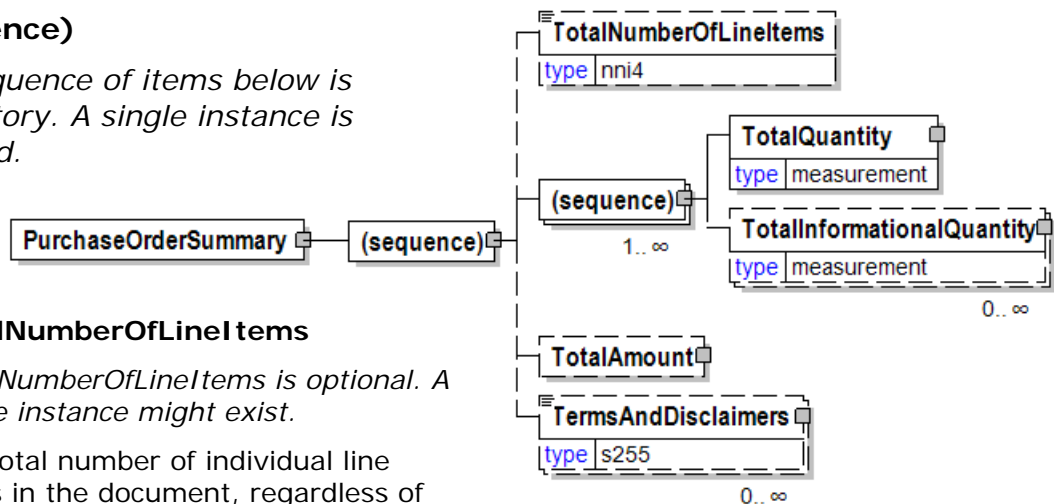 ence)
quence of items below is
tory. A single instance is
d.
PurchaseOrderSummary
(sequence)
TotalNumberOfLineItems
type nni4
(sequence)
1.. ∞
TotalQuantity
type measurement
TotalInformationalQuantity
type measurement
0.. ∞
TotalAmount
TermsAndDisclaimers
type s255
0.. ∞
lNumberOfLineItems
NumberOfLineItems is optional. A
e instance might exist.
otal number of individual line
s in the document, regardless of